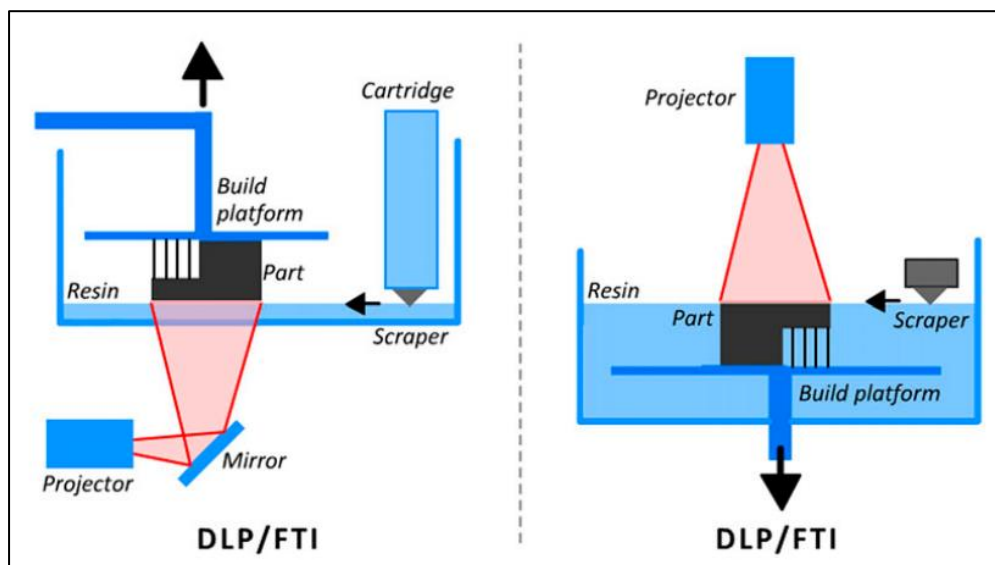 Cartridge
Build
platform
Part
Resin
Scraper
Mirror
Projector
DLP/FTI
Projector
Resin
Part
Scraper
Build platform
DLP/FTI